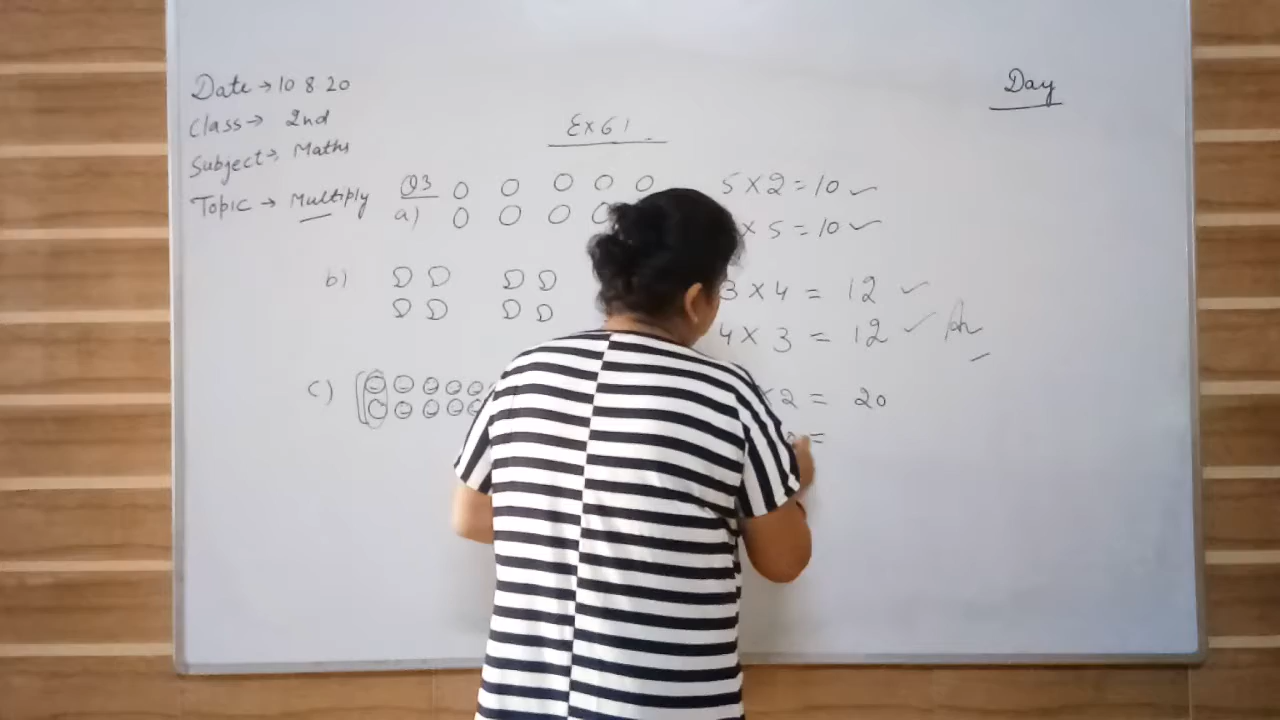 Date → 10 8 20
Day
Class → 2nd
Ex 6 1
Subject → Maths
Topic → Multiply
Q3
a)
5 × 2 = 10 ✓
× 5 = 10 ✓
b)
3 × 4 = 12 ✓
4 × 3 = 12 ✓
c)
× 2 = 20
=